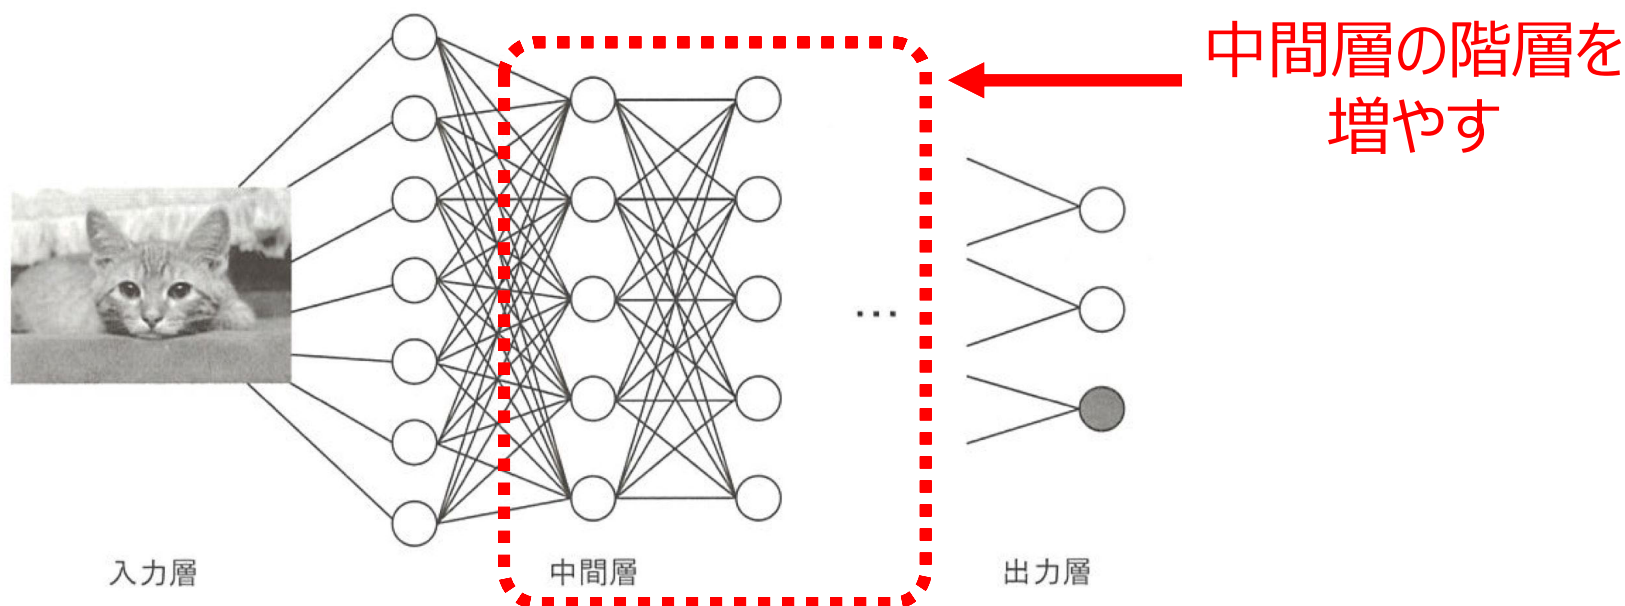 中間層の階層を
増やす
…
入力層
中間層
出力層